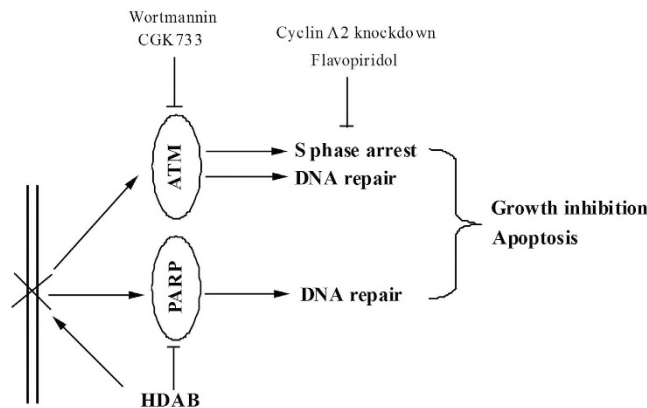 Wortmannin
CGK733
Cyclin A2 knockdown
Flavopiridol
ATM
S phase arrest
DNA repair
Growth inhibition
Apoptosis
PARP
DNA repair
HDAB